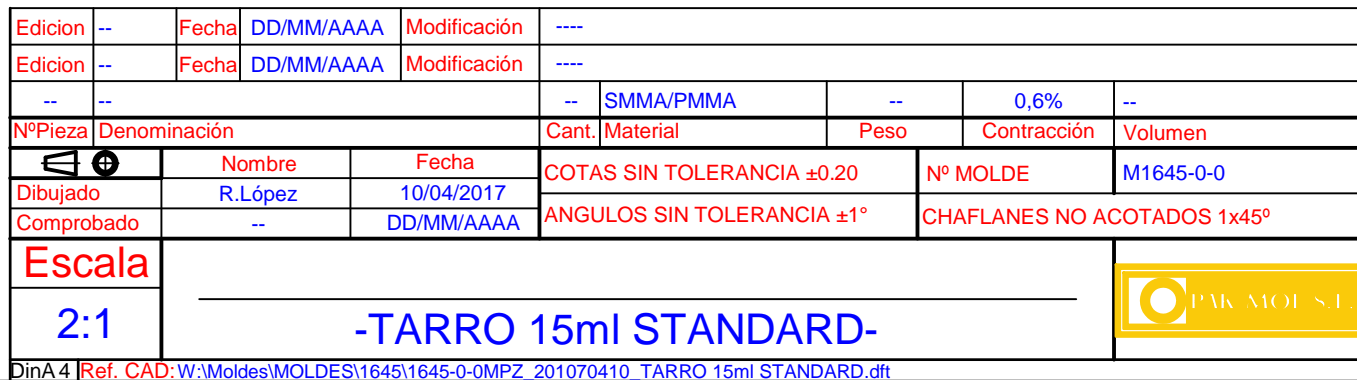 Edicion -- Fecha DD/MM/AAAA Modificación ----
Edicion -- Fecha DD/MM/AAAA Modificación ----
-- -- -- SMMA/PMMA -- 0,6% --
NºPieza Denominación Cant. Material Peso Contracción Volumen
Nombre Fecha COTAS SIN TOLERANCIA ±0.20 Nº MOLDE M1645-0-0
Dibujado R.López 10/04/2017
Comprobado -- DD/MM/AAAA ANGULOS SIN TOLERANCIA ±1° CHAFLANES NO ACOTADOS 1x45º
Escala
2:1 -TARRO 15ml STANDARD-
PAK MOL S.L.
DinA 4 Ref. CAD: W:\Moldes\MOLDES\1645\1645-0-0MPZ_201070410_TARRO 15ml STANDARD.dft